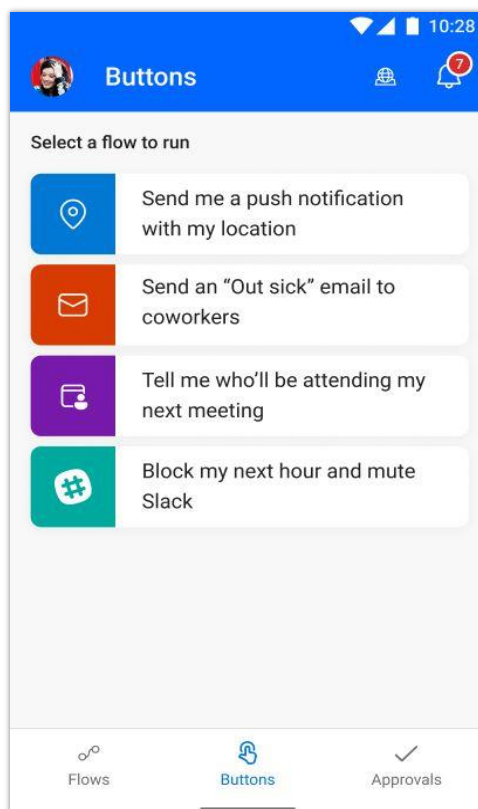 10:28
Buttons
7
Select a flow to run
Send me a push notification
with my location
Send an “Out sick” email to
coworkers
Tell me who’ll be attending my
next meeting
Block my next hour and mute
Slack
Flows
Buttons
Approvals